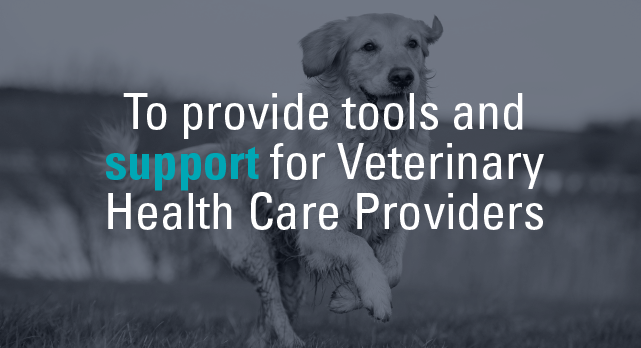 To provide tools and
support for Veterinary
Health Care Providers